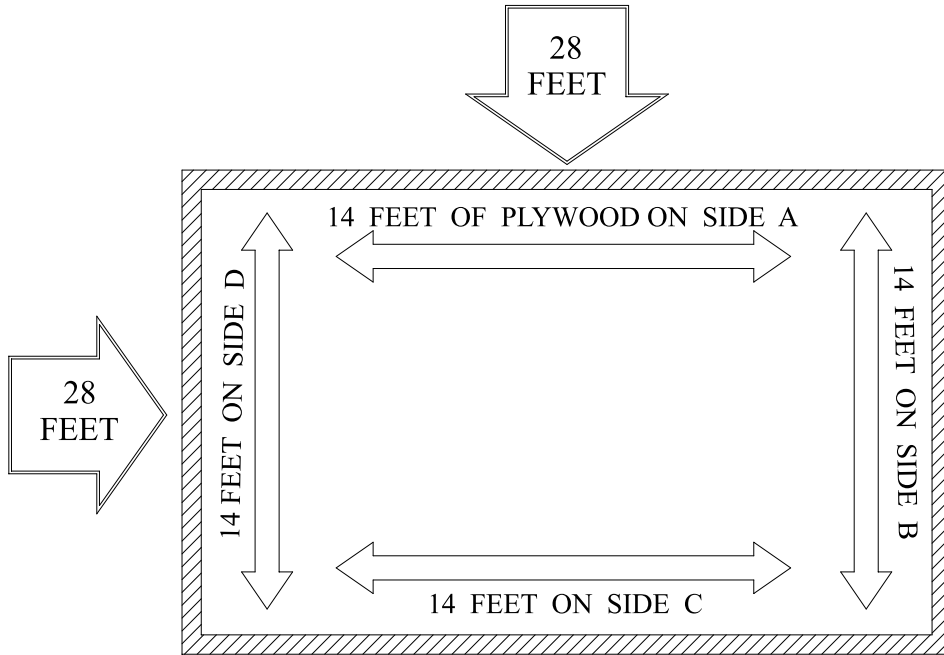 28
FEET
14 FEET OF PLYWOOD ON SIDE A
14 FEET ON SIDE D
14 FEET ON SIDE B
28
FEET
14 FEET ON SIDE C